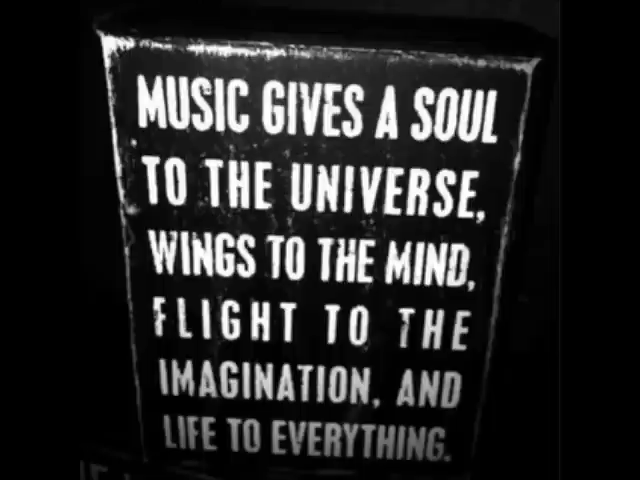 MUSIC GIVES A SOUL
TO THE UNIVERSE,
WINGS TO THE MIND,
FLIGHT TO THE
IMAGINATION, AND
LIFE TO EVERYTHING.